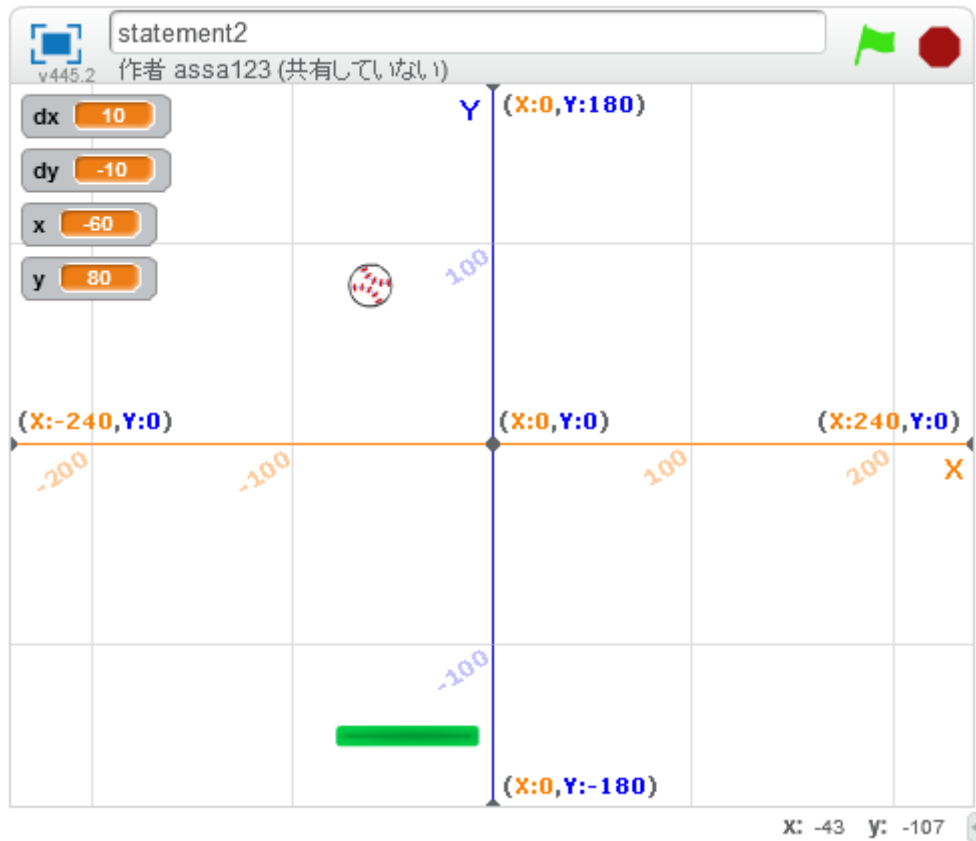 statement2
v445.2 作者 assa123 (共有していない)
dx 10
dy -10
x -60
y 80
Y (X:0,Y:180)
100
(X:-240,Y:0) (X:0,Y:0) (X:240,Y:0)
-200 -100 100 200 X
-100
(X:0,Y:-180)
x: -43 y: -107